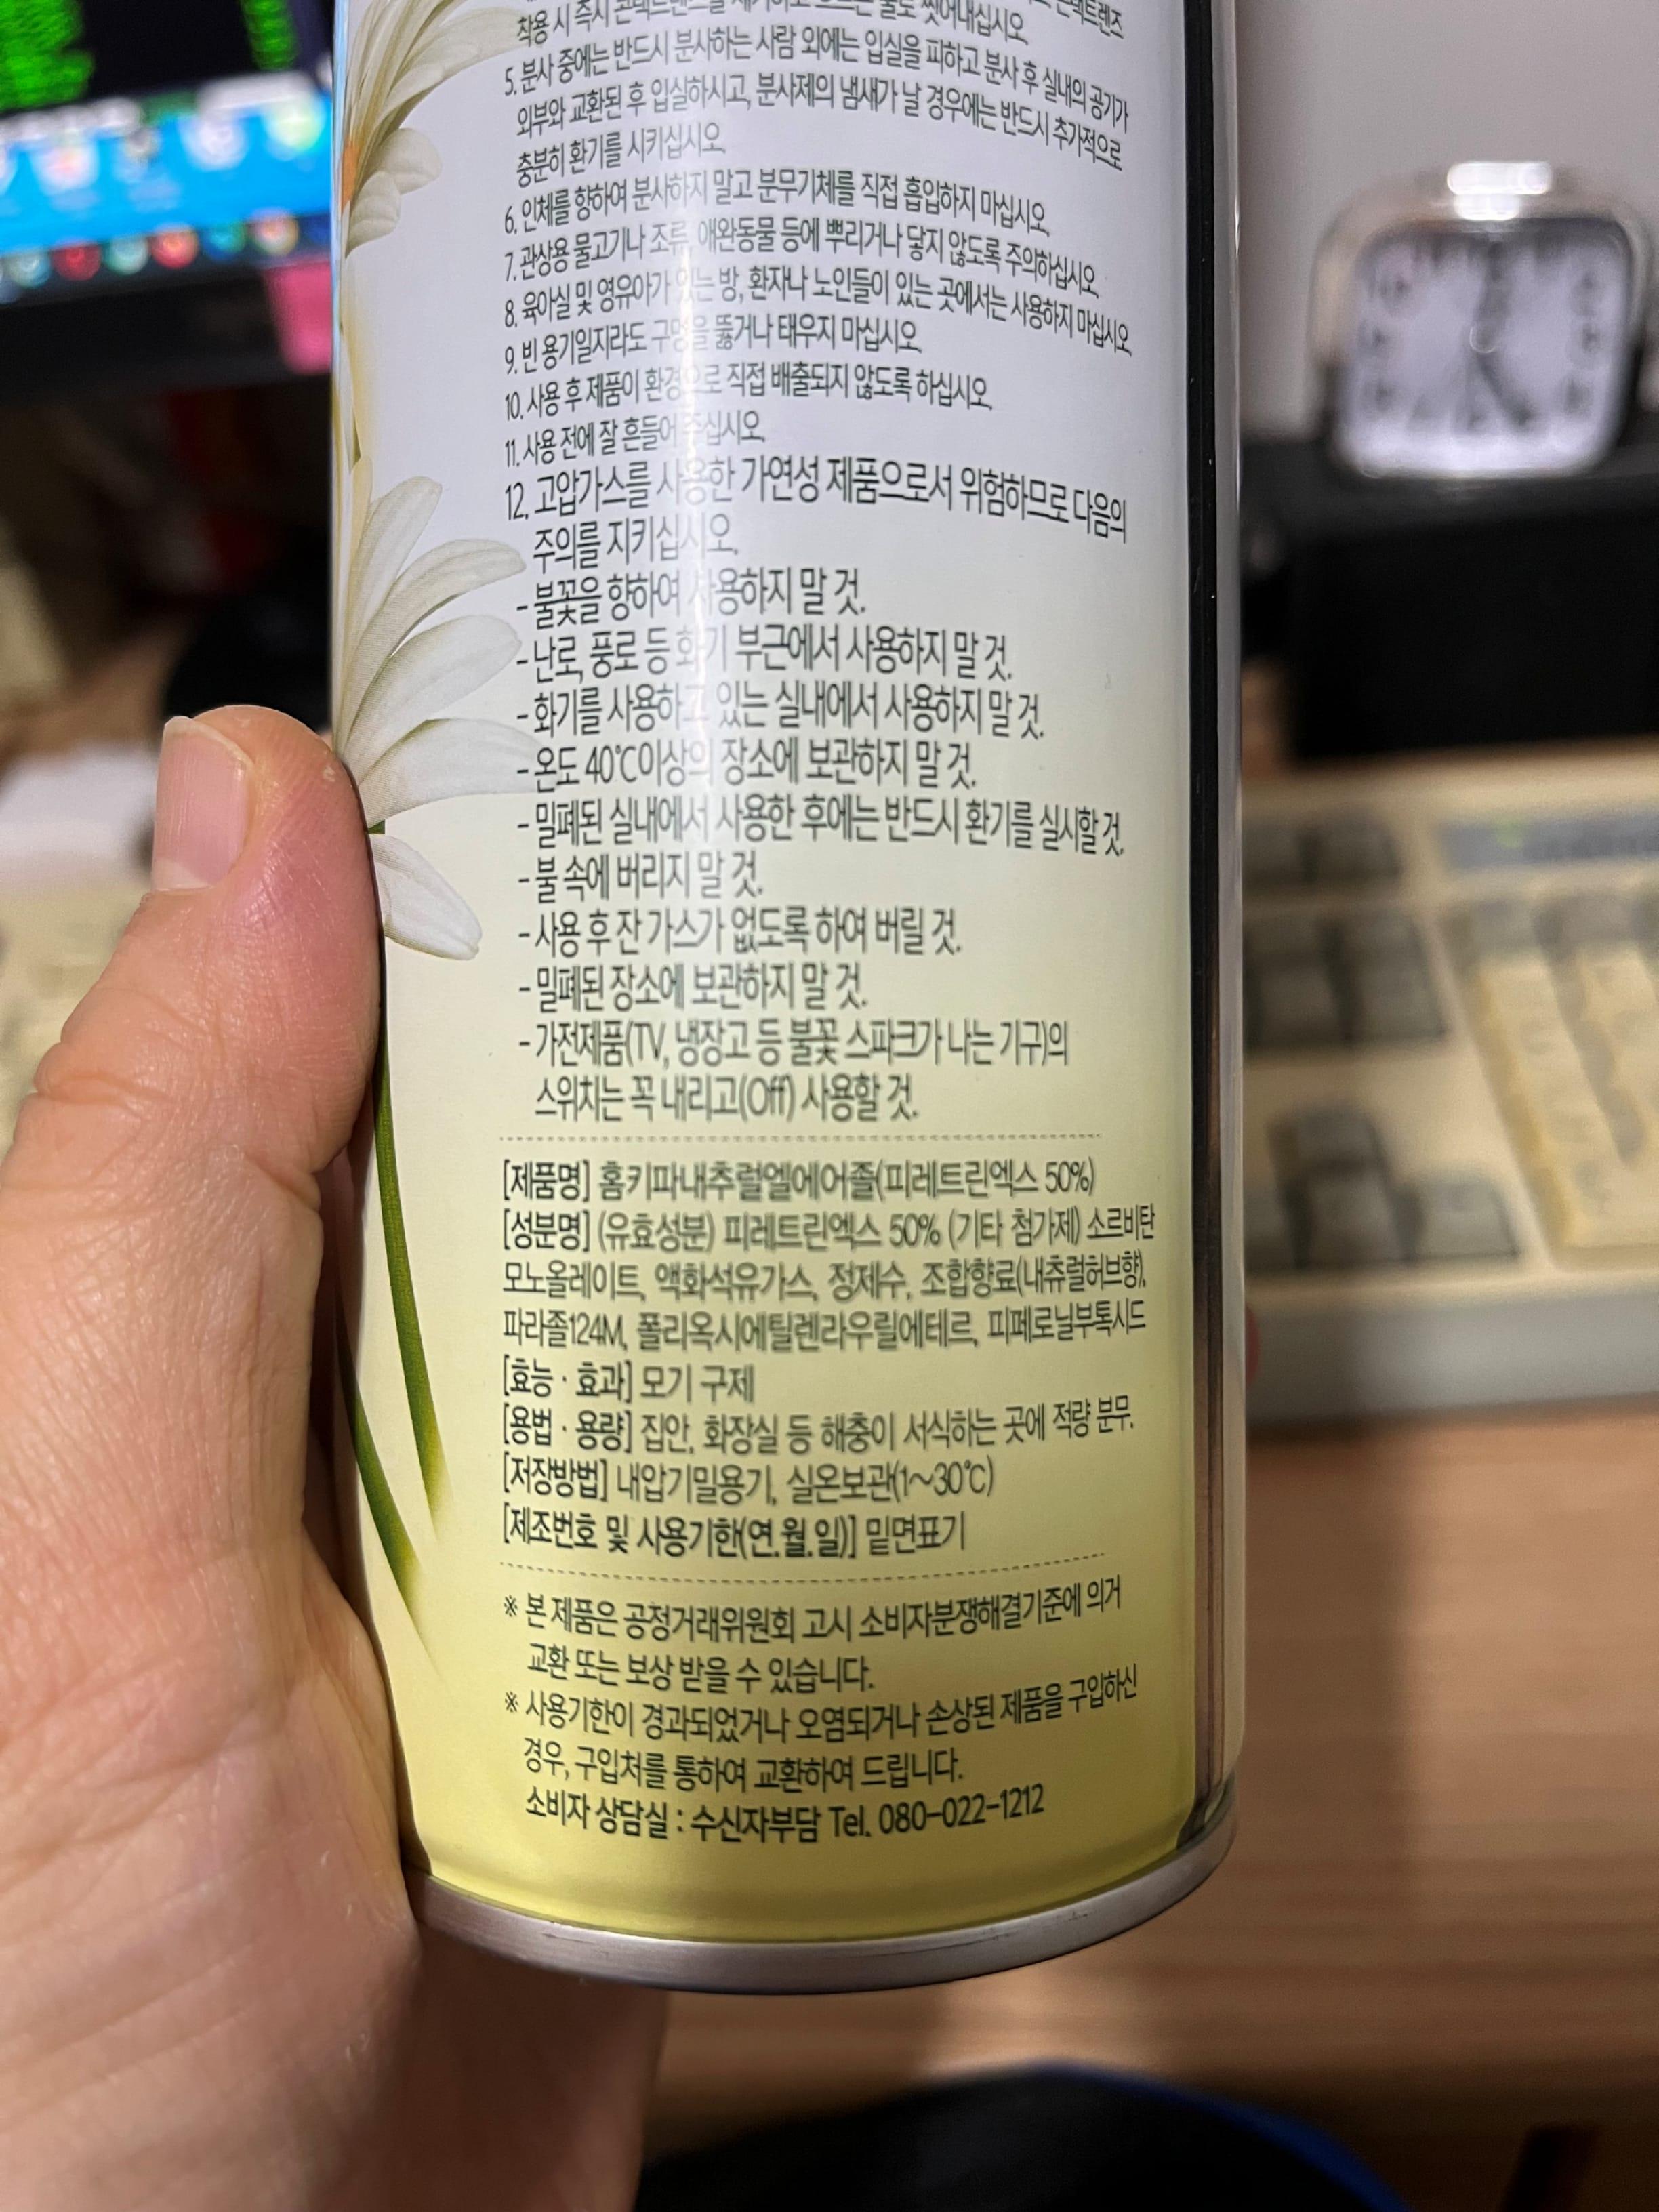 착용 시 즉시 콘택트렌즈를
씻어내십시오.
5. 분사 중에는 반드시 분사하는 사람 외에는 입실을 피하고 분사 후 실내의 공기가
외부와 교환된 후 입실하시고, 분사제의 냄새가 날 경우에는 반드시 추가적으로
충분히 환기를 시키십시오.
6. 인체를 향하여 분사하지 말고 분무기체를 직접 흡입하지 마십시오.
7. 관상용 물고기나 조류, 애완동물 등에 뿌리거나 닿지 않도록 주의하십시오.
8. 육아실 및 영유아가 있는 방, 환자나 노인들이 있는 곳에서는 사용하지 마십시오.
9. 빈 용기일지라도 구멍을 뚫거나 태우지 마십시오.
10. 사용 후 제품이 환경으로 직접 배출되지 않도록 하십시오.
11. 사용 전에 잘 흔들어 주십시오.
12. 고압가스를 사용한 가연성 제품으로서 위험하므로 다음의
주의를 지키십시오.
- 불꽃을 향하여 사용하지 말 것.
- 난로, 풍로 등 화기 부근에서 사용하지 말 것.
- 화기를 사용하고 있는 실내에서 사용하지 말 것.
- 온도 40℃이상의 장소에 보관하지 말 것.
- 밀폐된 실내에서 사용한 후에는 반드시 환기를 실시할 것.
- 불 속에 버리지 말 것.
- 사용 후 잔 가스가 없도록 하여 버릴 것.
- 밀폐된 장소에 보관하지 말 것.
- 가전제품(TV, 냉장고 등 불꽃 스파크가 나는 기구)의
스위치는 꼭 내리고(Off) 사용할 것.
[제품명] 홈키파내추럴엘에어졸(피레트린엑스 50%)
[성분명] (유효성분) 피레트린엑스 50% (기타 첨가제) 소르비탄
모노올레이트, 액화석유가스, 정제수, 조합향료(내츄럴허브향),
파라졸124M, 폴리옥시에틸렌라우릴에테르, 피페로닐부톡시드
[효능 · 효과] 모기 구제
[용법 · 용량] 집안, 화장실 등 해충이 서식하는 곳에 적량 분무.
[저장방법] 내압기밀용기, 실온보관(1~30℃)
[제조번호 및 사용기한(연.월.일)] 밑면표기
※ 본 제품은 공정거래위원회 고시 소비자분쟁해결기준에 의거
교환 또는 보상 받을 수 있습니다.
※ 사용기한이 경과되었거나 오염되거나 손상된 제품을 구입하신
경우, 구입처를 통하여 교환하여 드립니다.
소비자 상담실 : 수신자부담 Tel. 080-022-1212